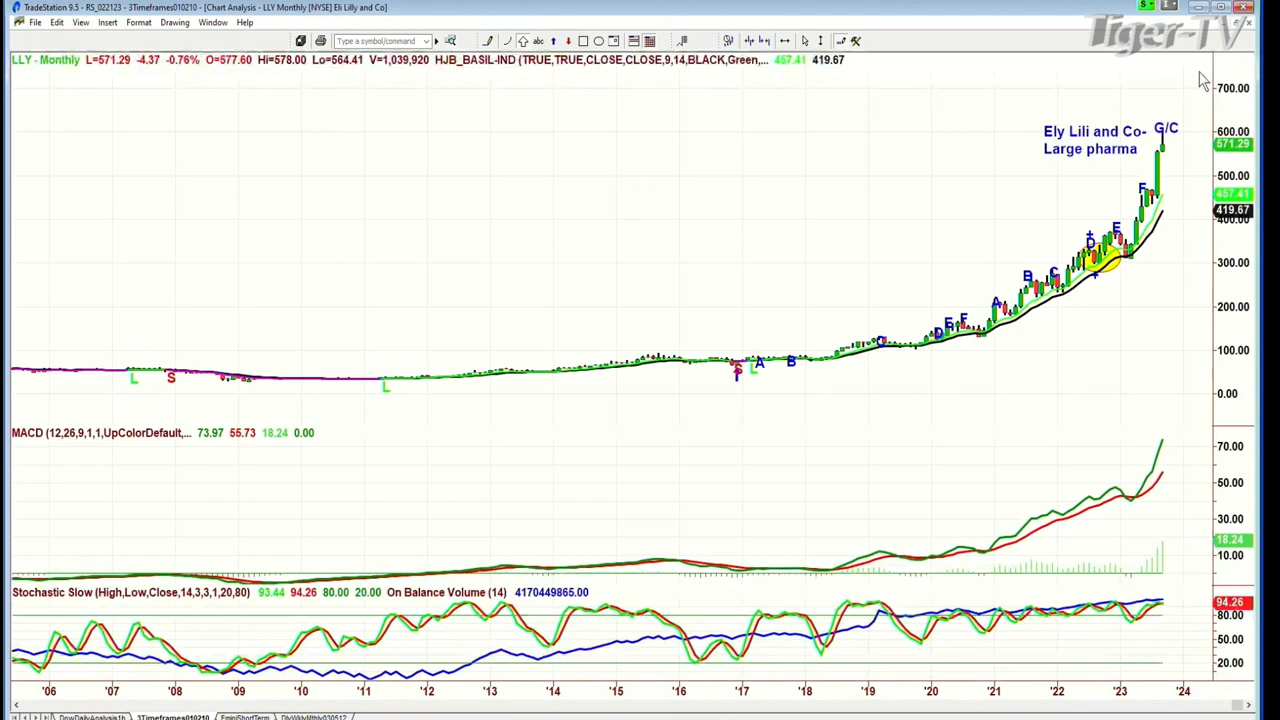 TradeStation 9.5 - RS_022123 - 3Timeframes010210 - [Chart Analysis - LLY Monthly [NYSE] Eli Lilly and Co]
File Edit View Insert Format Drawing Window Help
Type a symbol/command
abc
Tiger-TV
LLY - Monthly L=571.29 -4.37 -0.76% O=577.60 Hi=578.00 Lo=564.41 V=1,039,920 HJB_BASIL-IND (TRUE,TRUE,CLOSE,CLOSE,9,14,BLACK,Green,... 457.41 419.67
700.00
Ely Lili and Co- G/C
Large pharma
600.00
571.29
500.00
457.41
419.67
400.00
300.00
200.00
100.00
0.00
L S L S L A B C D E F A B C D E F
MACD (12,26,9,1,1,UpColorDefault,... 73.97 55.73 18.24 0.00
70.00
50.00
30.00
18.24
10.00
Stochastic Slow (High,Low,Close,14,3,3,1,20,80) 93.44 94.26 80.00 20.00 On Balance Volume (14) 4170449865.00
94.26
80.00
50.00
20.00
'06 '07 '08 '09 '10 '11 '12 '13 '14 '15 '16 '17 '18 '19 '20 '21 '22 '23 '24
DowDailyAnalysis1b 3Timeframes010210 EminiShortTerm DlyWklyMthly030512